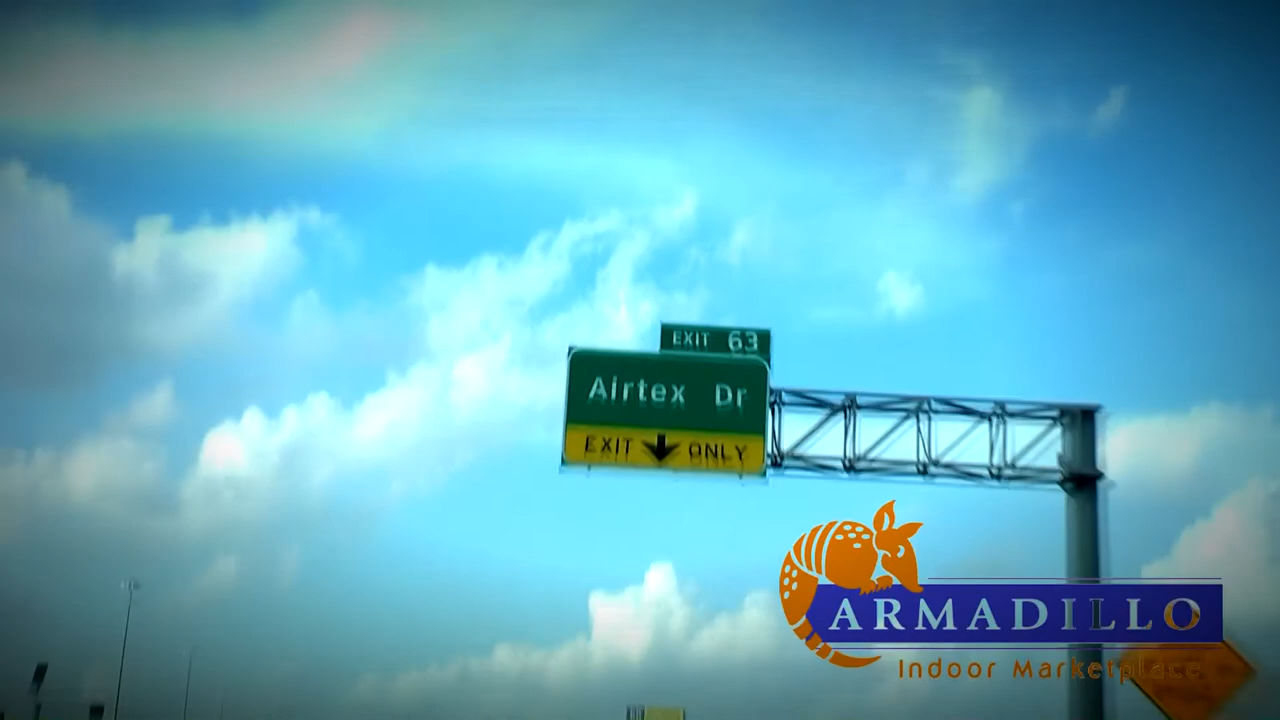 EXIT 63
Airtex Dr
EXIT ONLY
ARMADILLO
Indoor Marketplace